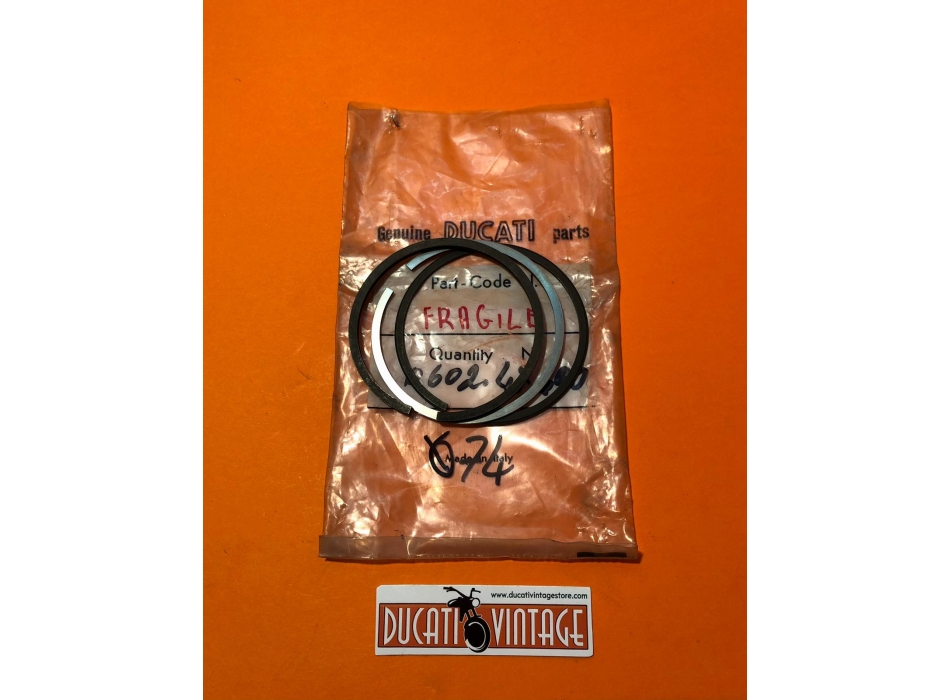 Genuine DUCATI parts
Part-Code
FRAGILE
Quantity N
Ø74
Made in Italy
www.ducativintagestore.com
DUCATI VINTAGE